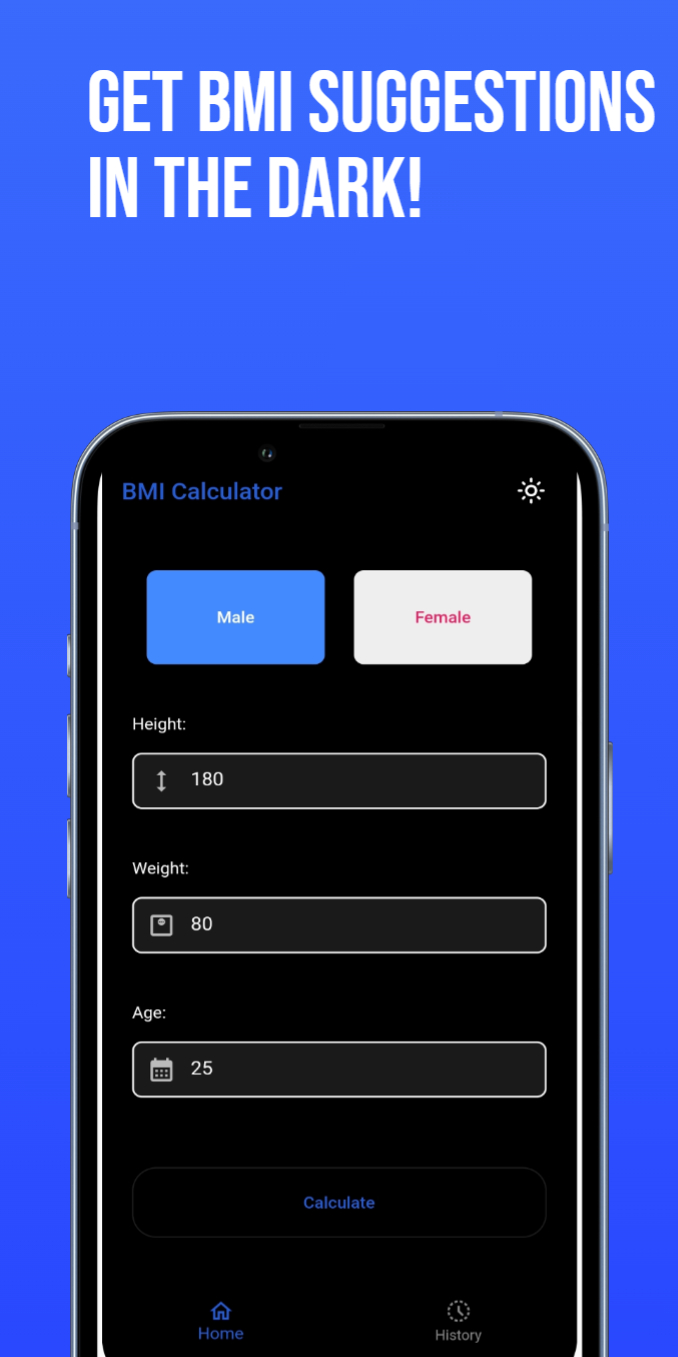 GET BMI SUGGESTIONS
IN THE DARK!
BMI Calculator
Male Female
Height:
180
Weight:
80
Age:
25
Calculate
Home History